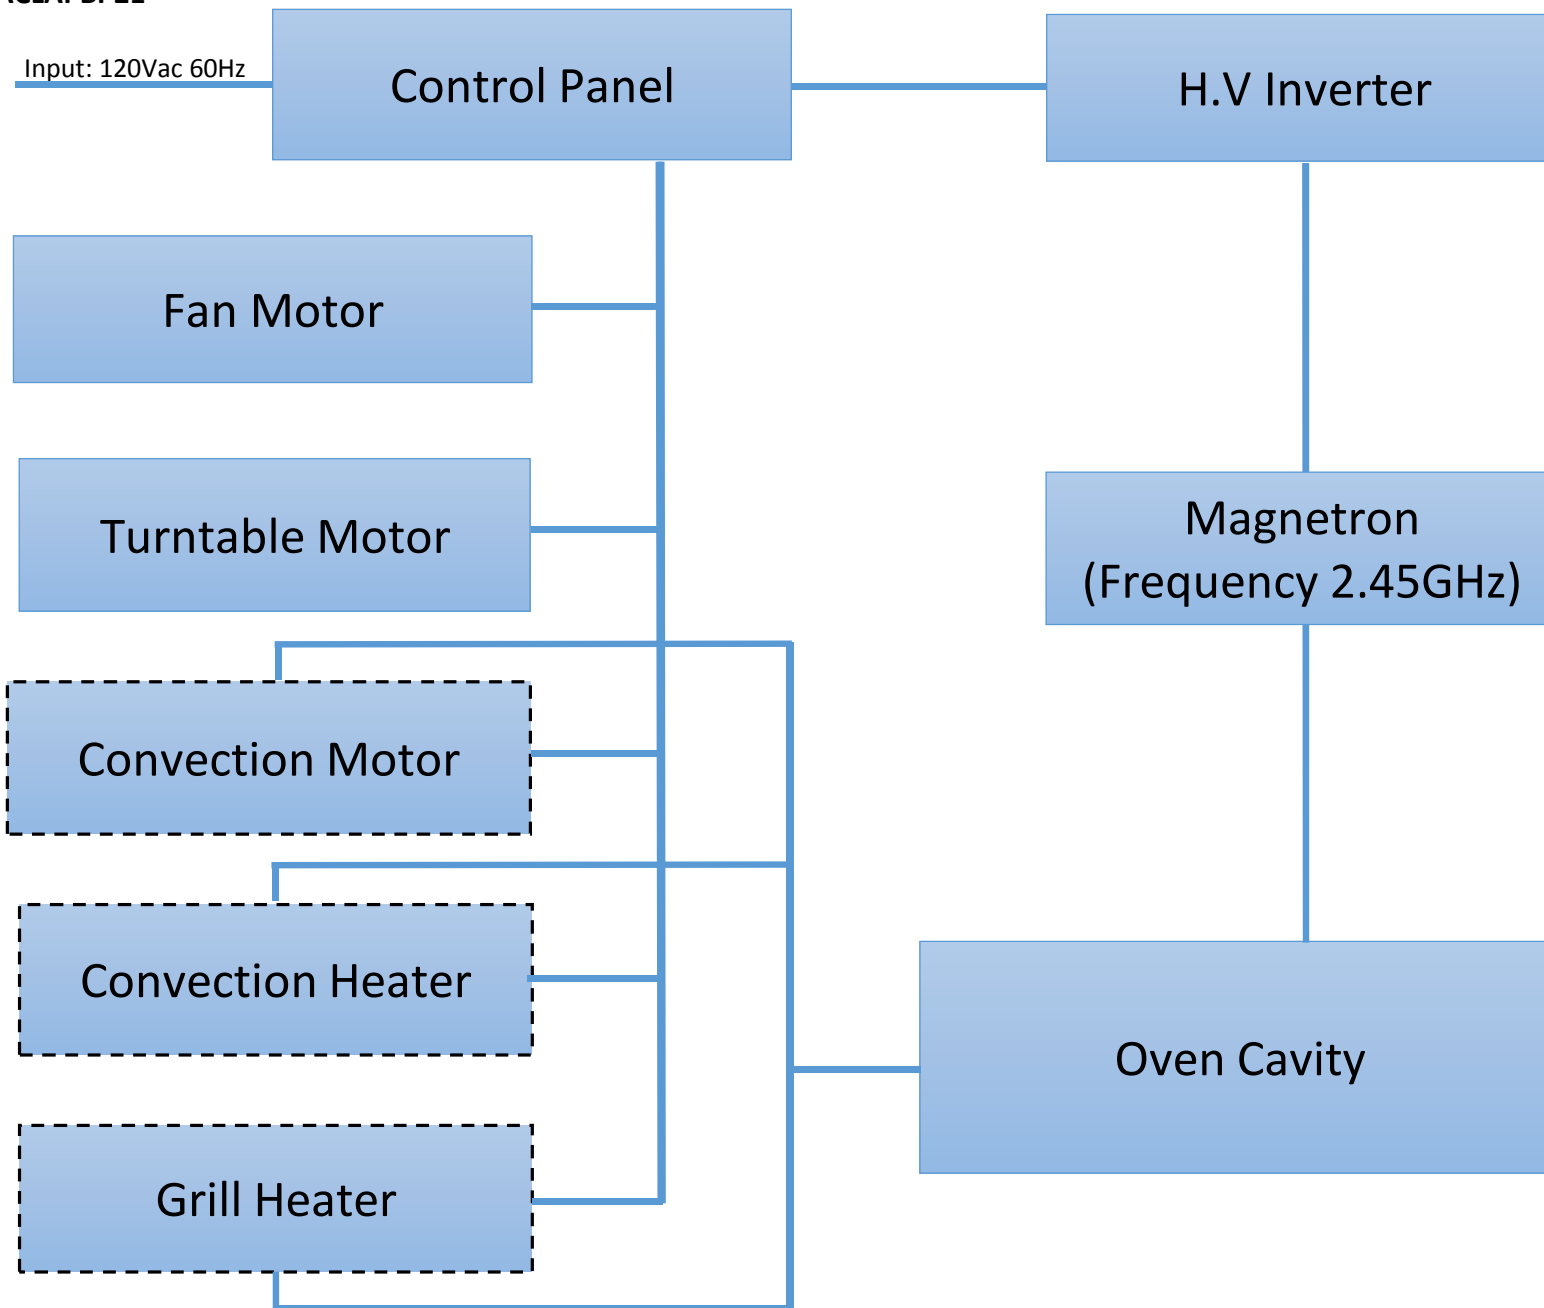 Input: 120Vac 60Hz
Control Panel
H.V Inverter
Fan Motor
Turntable Motor
Magnetron
(Frequency 2.45GHz)
Convection Motor
Convection Heater
Oven Cavity
Grill Heater